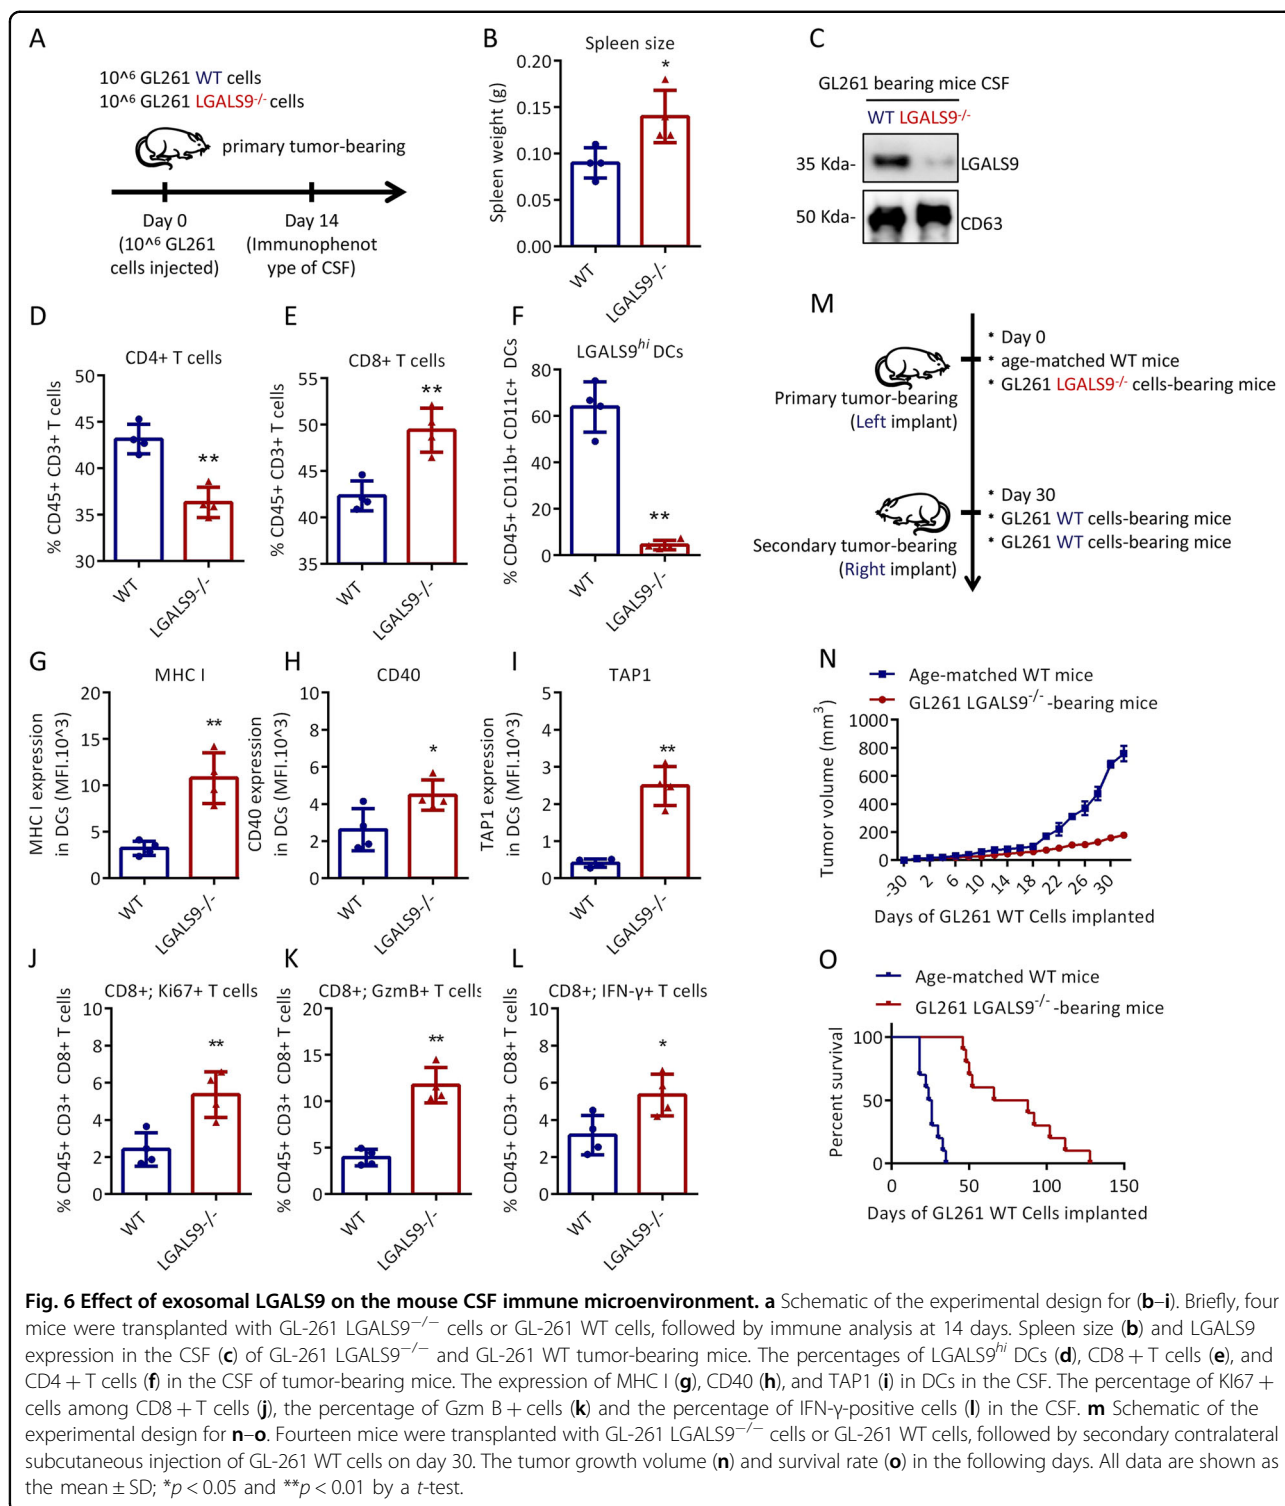 A
10^6 GL261 WT cells
10^6 GL261 LGALS9-/- cells
primary tumor-bearing
Day 0
(10^6 GL261
cells injected)
Day 14
(Immunophenot
ype of CSF)
B
Spleen size
Spleen weight (g)
0.20
0.15
0.10
0.05
0.00
*
WT
LGALS9-/-
C
GL261 bearing mice CSF
WT LGALS9-/-
35 Kda-
LGALS9
50 Kda-
CD63
D
CD4+ T cells
% CD45+ CD3+ T cells
50
45
40
35
30
**
WT
LGALS9-/-
E
CD8+ T cells
% CD45+ CD3+ T cells
55
50
45
40
35
**
WT
LGALS9-/-
F
LGALS9hi DCs
% CD45+ CD11b+ CD11c+ DCs
80
60
40
20
0
**
WT
LGALS9-/-
M
Primary tumor-bearing
(Left implant)
* Day 0
* age-matched WT mice
* GL261 LGALS9-/- cells-bearing mice
Secondary tumor-bearing
(Right implant)
* Day 30
* GL261 WT cells-bearing mice
* GL261 WT cells-bearing mice
G
MHC I
MHC I expression
in DCs (MFI.10^3)
20
15
10
5
0
**
WT
LGALS9-/-
H
CD40
CD40 expression
in DCs (MFI.10^3)
10
8
6
4
2
0
*
WT
LGALS9-/-
I
TAP1
TAP1 expression
in DCs (MFI.10^3)
5
4
3
2
1
0
**
WT
LGALS9-/-
N
Age-matched WT mice
GL261 LGALS9-/- -bearing mice
Tumor volume (mm3)
1000
800
600
400
200
0
-30
2
6
10
14
18
22
26
30
Days of GL261 WT Cells implanted
J
CD8+; Ki67+ T cells
% CD45+ CD3+ CD8+ T cells
10
8
6
4
2
0
**
WT
LGALS9-/-
K
CD8+; GzmB+ T cells
% CD45+ CD3+ CD8+ T cells
20
15
10
5
0
**
WT
LGALS9-/-
L
CD8+; IFN-γ+ T cells
% CD45+ CD3+ CD8+ T cells
10
8
6
4
2
0
*
WT
LGALS9-/-
O
Age-matched WT mice
GL261 LGALS9-/- -bearing mice
Percent survival
100
50
0
0
50
100
150
Days of GL261 WT Cells implanted
Fig. 6 Effect of exosomal LGALS9 on the mouse CSF immune microenvironment. a Schematic of the experimental design for (b–i). Briefly, four
mice were transplanted with GL-261 LGALS9−/− cells or GL-261 WT cells, followed by immune analysis at 14 days. Spleen size (b) and LGALS9
expression in the CSF (c) of GL-261 LGALS9−/− and GL-261 WT tumor-bearing mice. The percentages of LGALS9hi DCs (d), CD8 + T cells (e), and
CD4 + T cells (f) in the CSF of tumor-bearing mice. The expression of MHC I (g), CD40 (h), and TAP1 (i) in DCs in the CSF. The percentage of KI67 +
cells among CD8 + T cells (j), the percentage of Gzm B + cells (k) and the percentage of IFN-γ-positive cells (l) in the CSF. m Schematic of the
experimental design for n–o. Fourteen mice were transplanted with GL-261 LGALS9−/− cells or GL-261 WT cells, followed by secondary contralateral
subcutaneous injection of GL-261 WT cells on day 30. The tumor growth volume (n) and survival rate (o) in the following days. All data are shown as
the mean ± SD; *p < 0.05 and **p < 0.01 by a t-test.